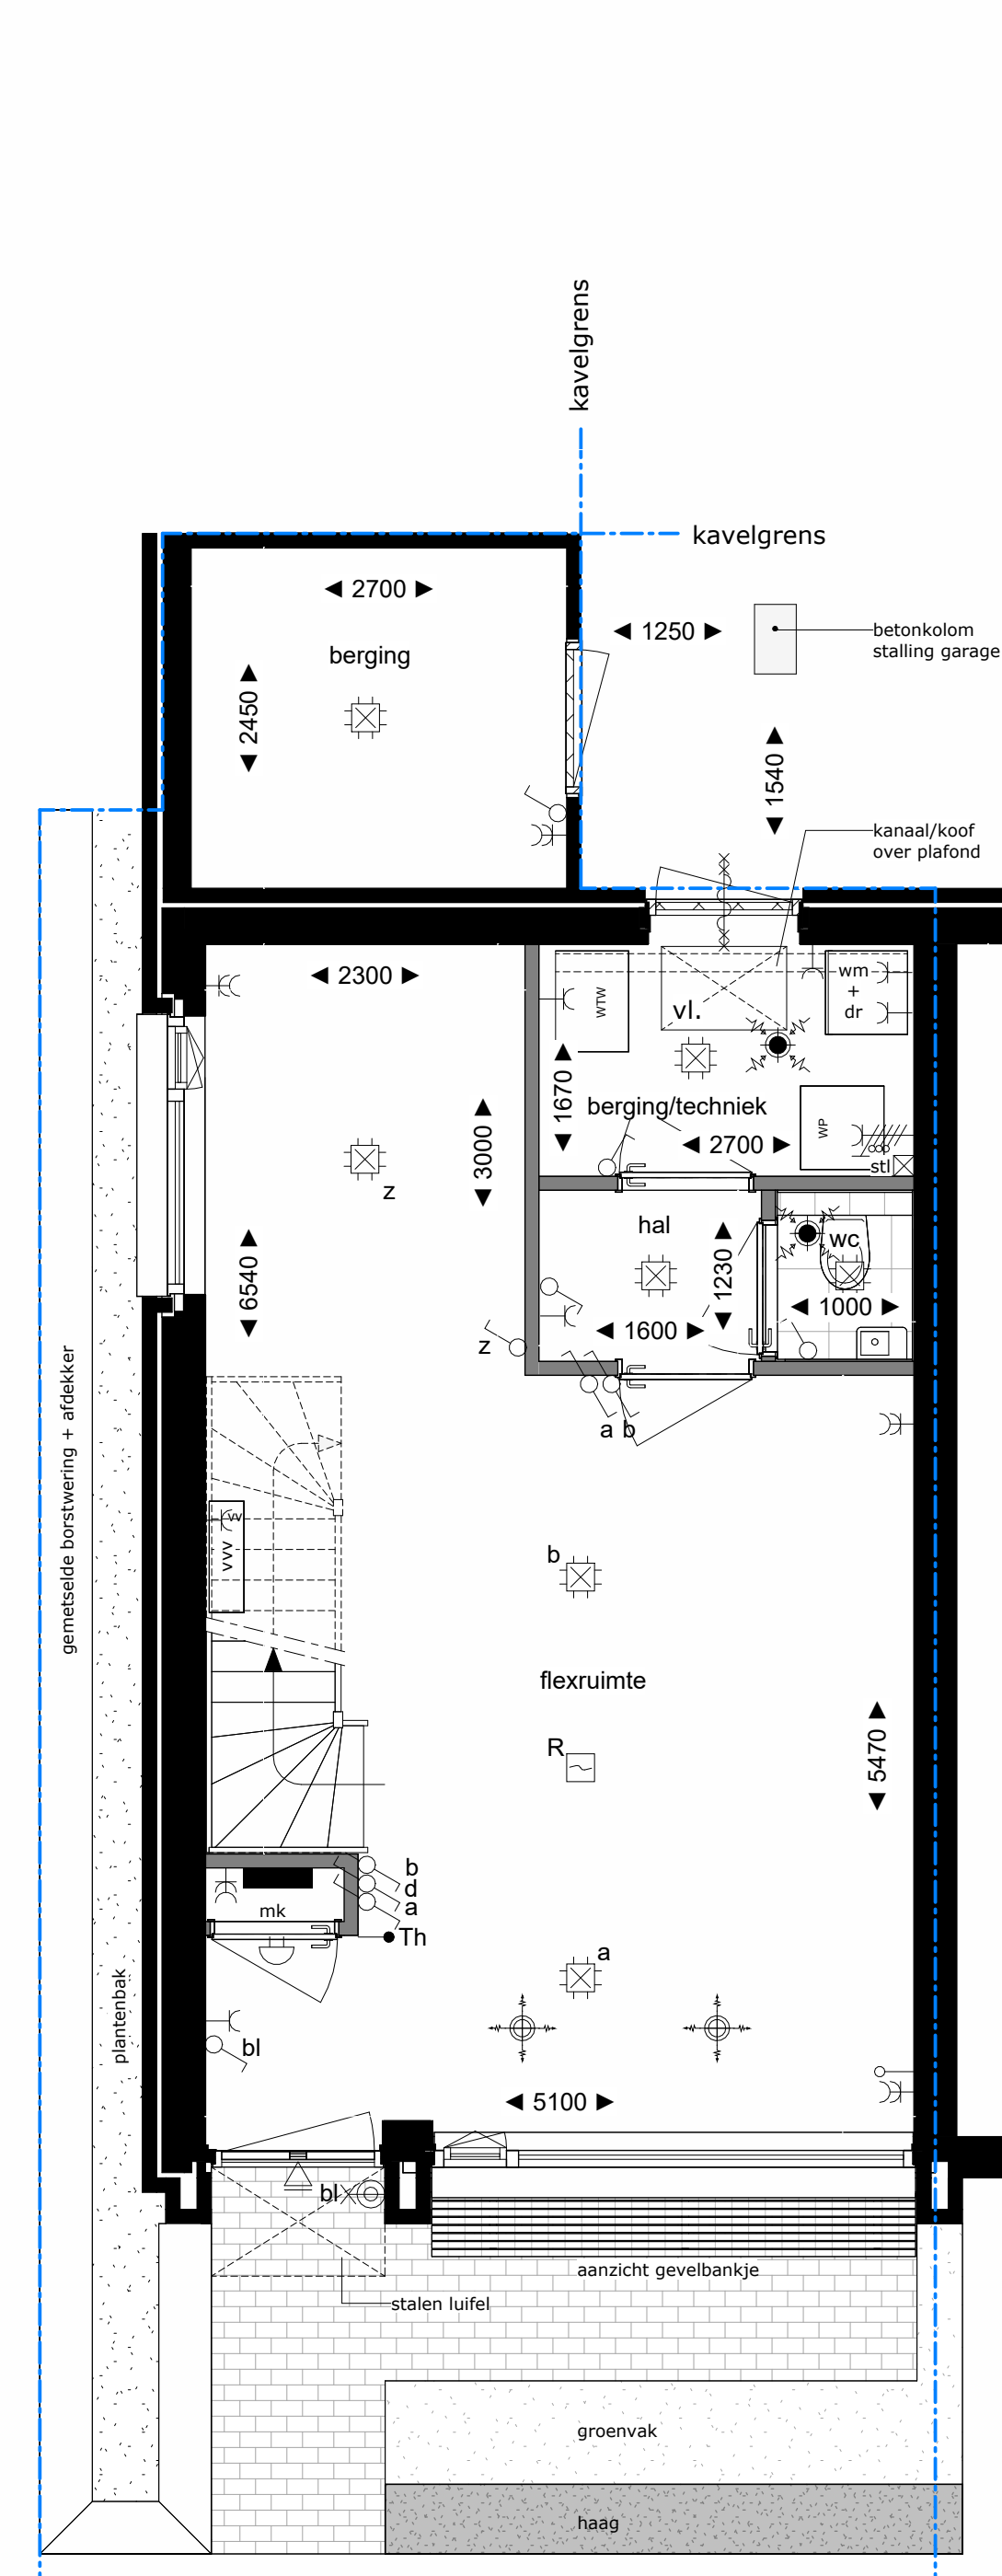 kavelgrens
kavelgrens
2700
1250
betonkolom
stalling garage
berging
2450
1540
kanaal/koof
over plafond
2300
WTW
vl.
wm
+
dr
1670
berging/techniek
WP
3000
2700
stl
z
hal
wc
6540
1230
1000
1600
z
a b
gemetselde borstwering + afdekker
vv
vvv
b
flexruimte
R
5470
b
d
a
mk
Th
a
plantenbak
bl
5100
bl
aanzicht gevelbankje
stalen luifel
groenvak
haag